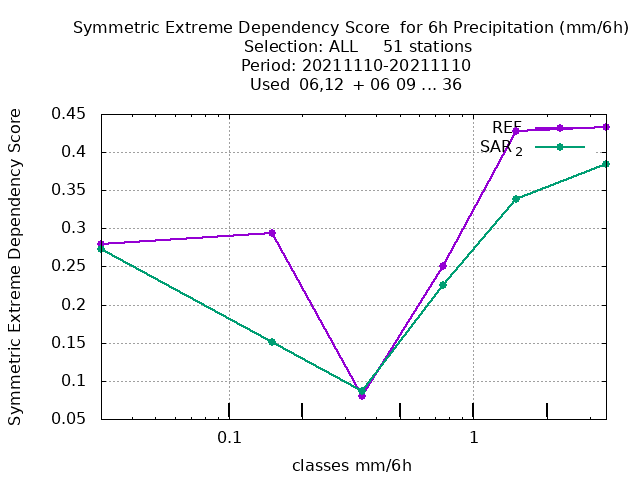 Symmetric Extreme Dependency Score  for 6h Precipitation (mm/6h)
Selection: ALL     51 stations
Period: 20211110-20211110
Used  06,12  + 06 09 ... 36
Symmetric Extreme Dependency Score
0.45
0.4
0.35
0.3
0.25
0.2
0.15
0.1
0.05
REF
SAR2
0.1
1
classes mm/6h